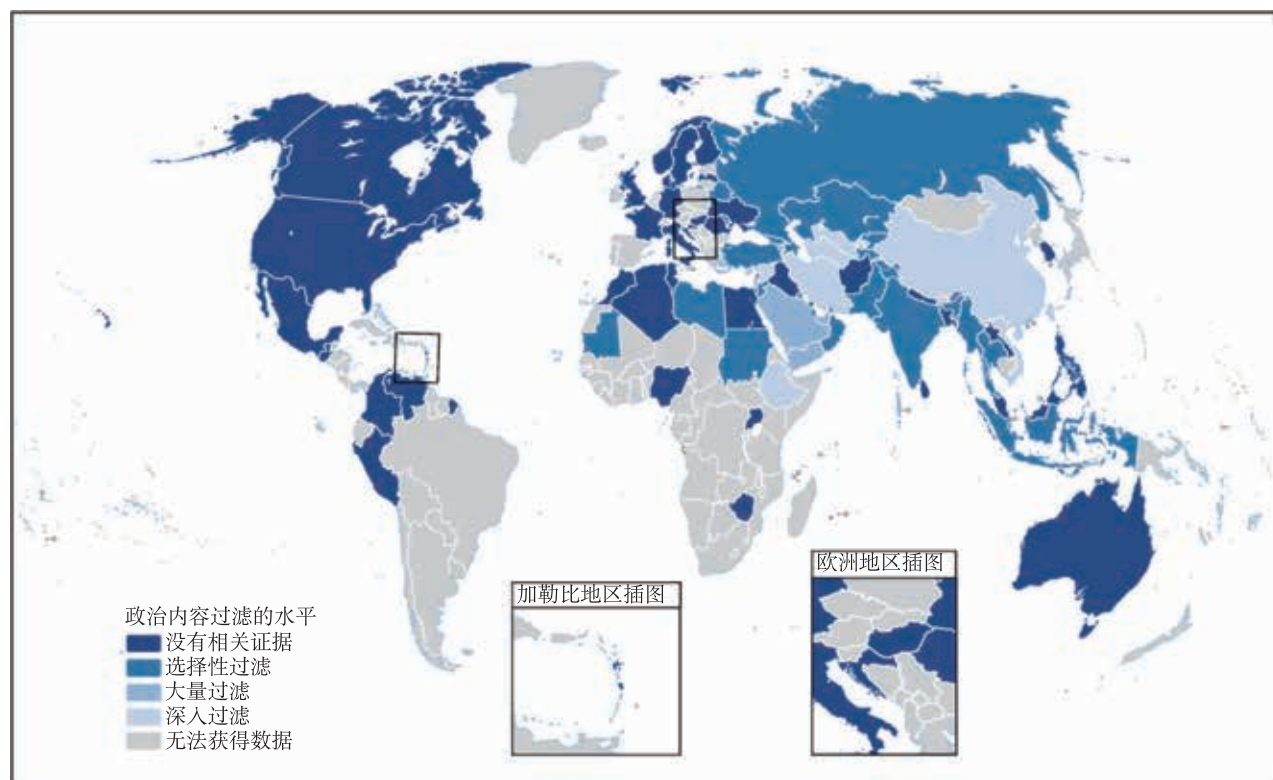 欧洲地区插图
加勒比地区插图
政治内容过滤的水平
没有相关证据
选择性过滤
大量过滤
深入过滤
无法获得数据